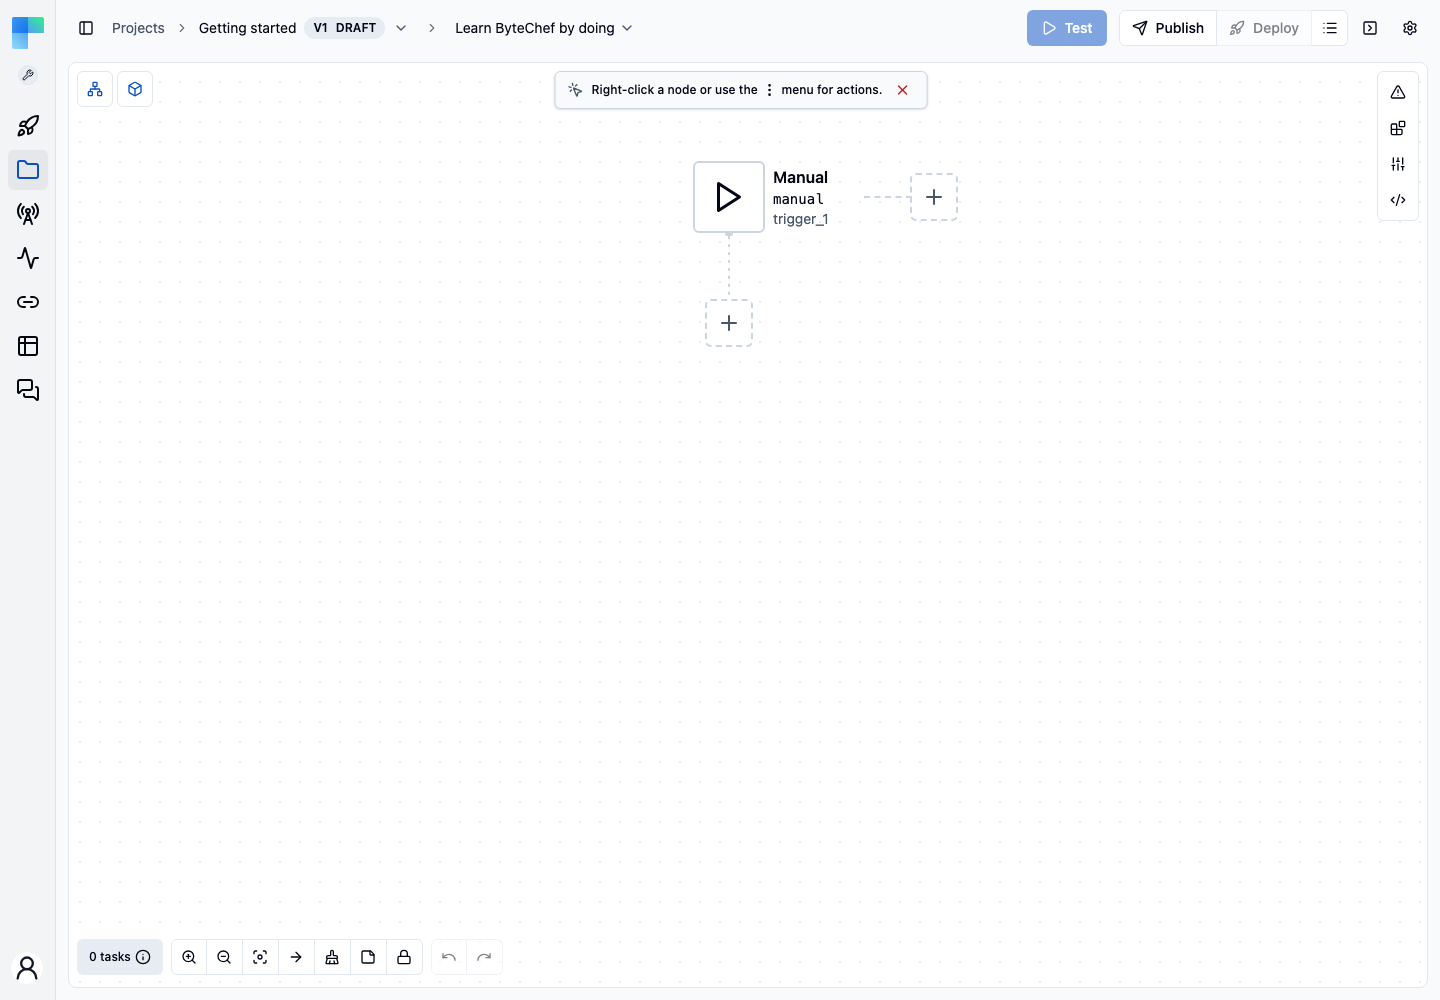 Projects
Getting started
V1 DRAFT
Learn ByteChef by doing
Test
Publish
Deploy
Right-click a node or use the menu for actions.
Manual
manual
trigger_1
0 tasks